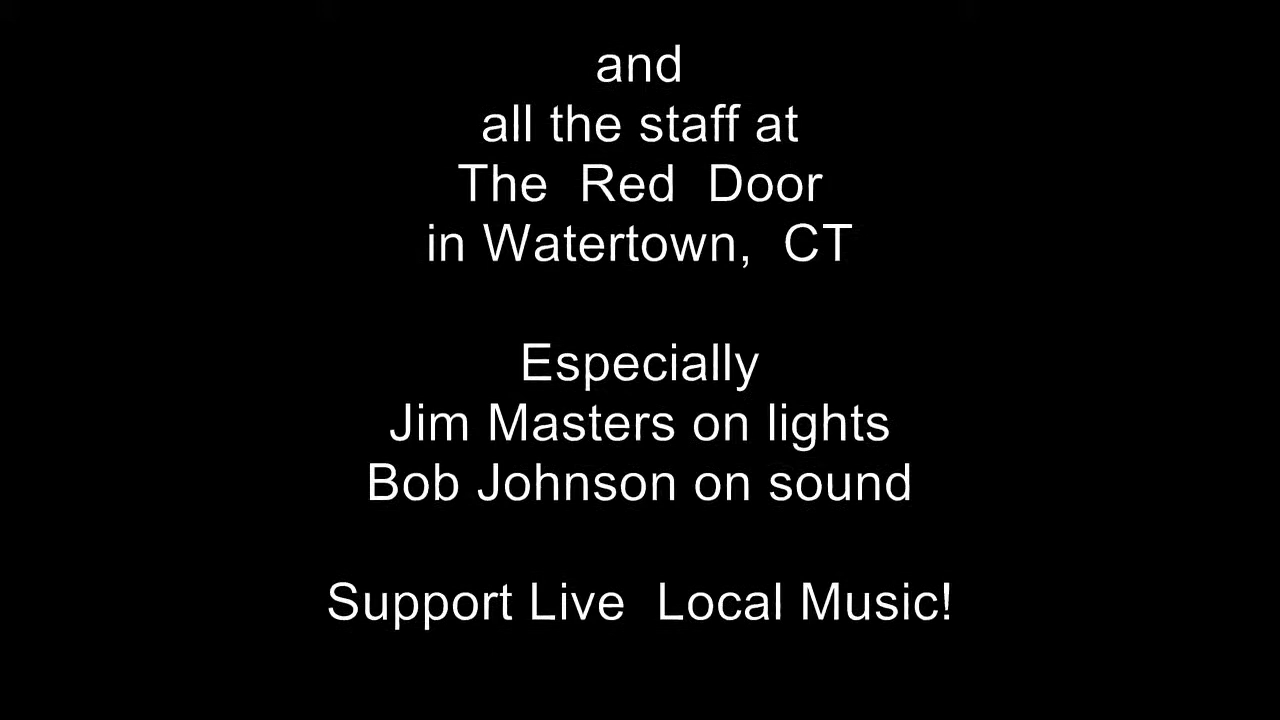 and
all the staff at
The  Red  Door
in Watertown,  CT
Especially
Jim Masters on lights
Bob Johnson on sound
Support Live  Local Music!